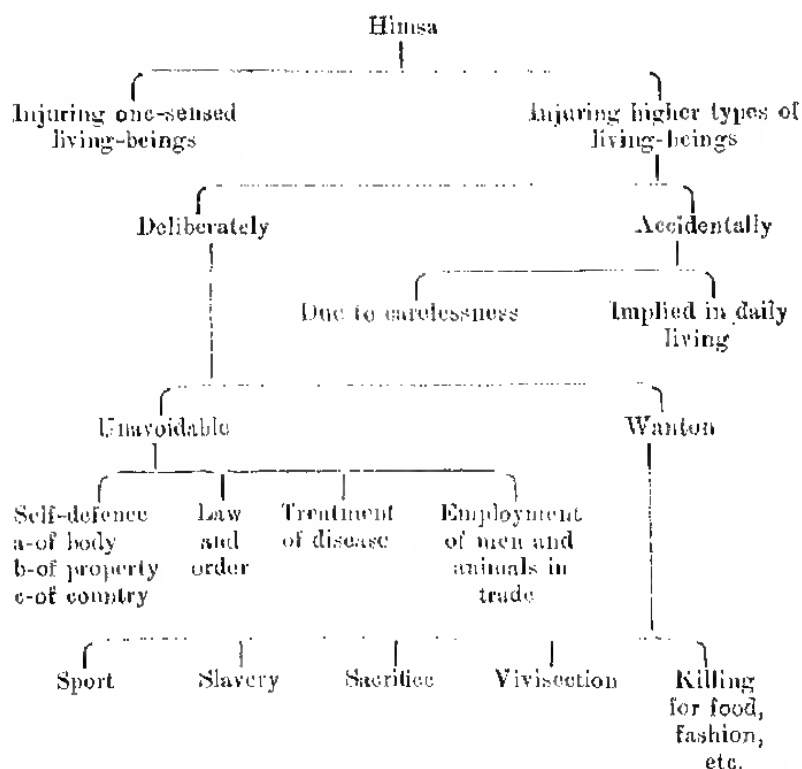 Himsa
Injuring one-sensed
living-beings
Injuring higher types of
living-beings
Deliberately
Accidentally
Due to carelessness
Implied in daily
living
Unavoidable
Wanton
Self-defence
a-of body
b-of property
c-of country
Law
and
order
Treatment
of disease
Employment
of men and
animals in
trade
Sport
Slavery
Sacrifice
Vivisection
Killing
for food,
fashion,
etc.